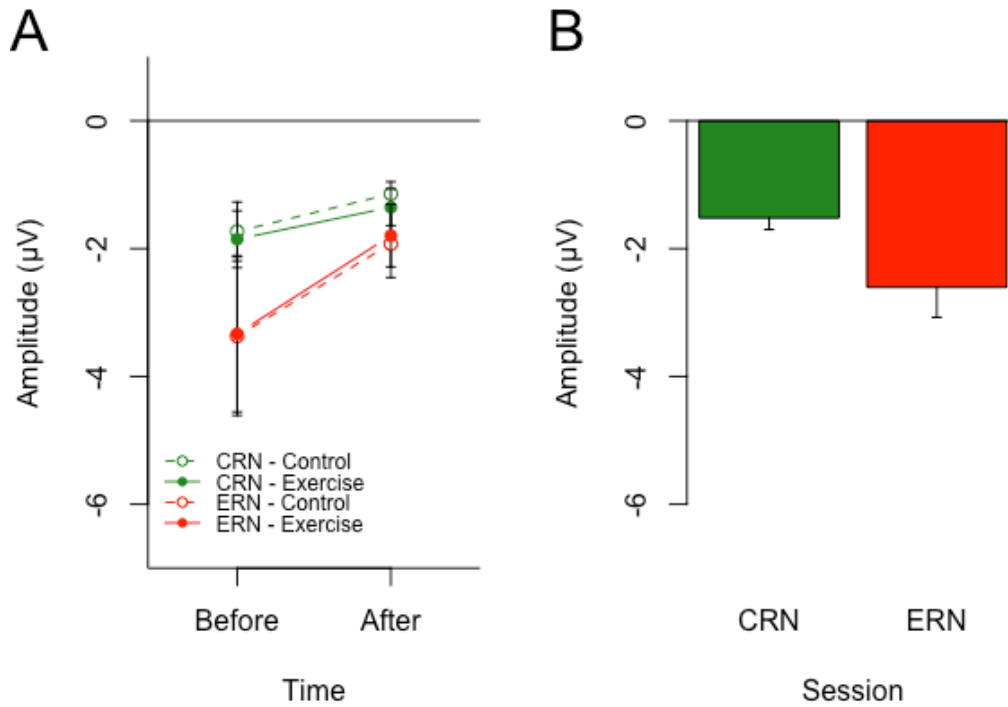 A
0
-2
-4
-6
Amplitude (µV)
CRN - Control
CRN - Exercise
ERN - Control
ERN - Exercise
Before After
Time
B
0
-2
-4
-6
Amplitude (µV)
CRN ERN
Session